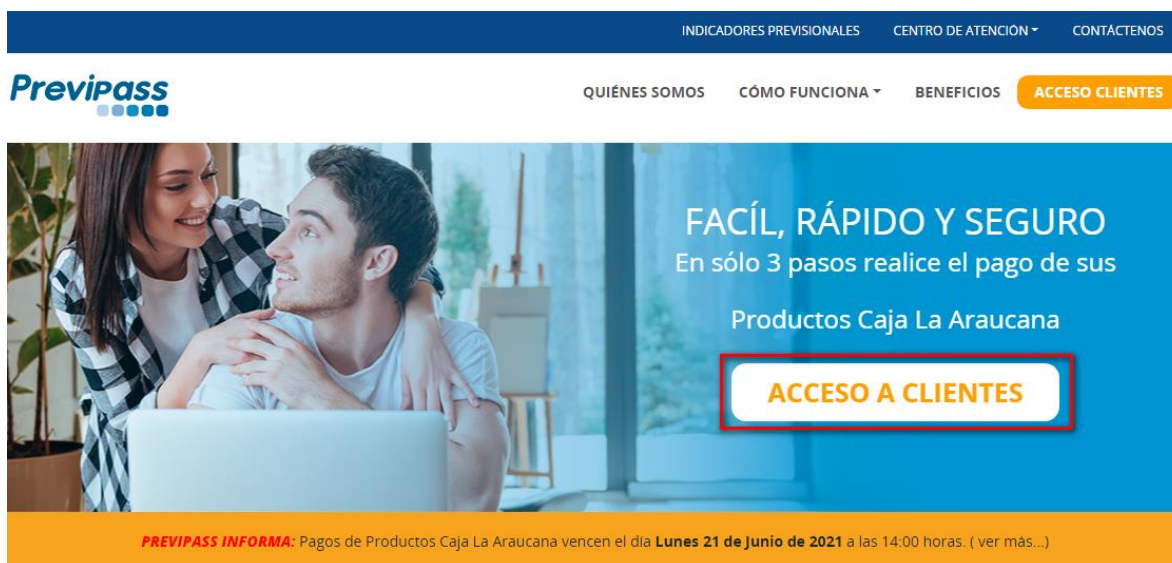 INDICADORES PREVISIONALES CENTRO DE ATENCIÓN CONTÁCTENOS
Previpass
QUIÉNES SOMOS CÓMO FUNCIONA BENEFICIOS ACCESO CLIENTES
FACÍL, RÁPIDO Y SEGURO
En sólo 3 pasos realice el pago de sus
Productos Caja La Araucana
ACCESO A CLIENTES
PREVIPASS INFORMA: Pagos de Productos Caja La Araucana vencen el día Lunes 21 de Junio de 2021 a las 14:00 horas. ( ver más...)